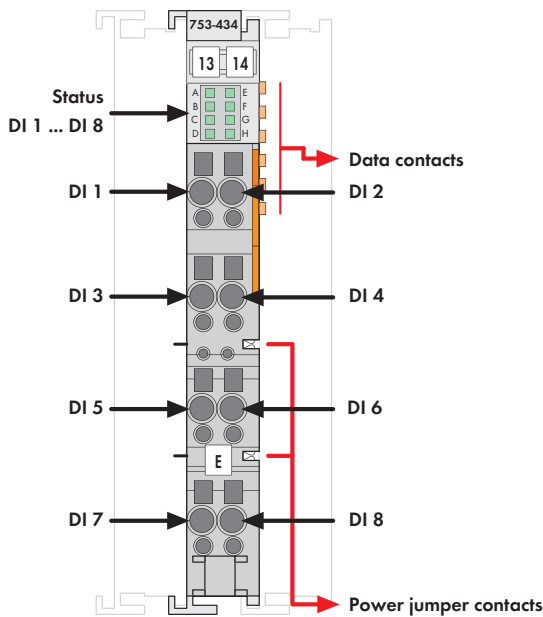 753-434
13 14
A E
B F
C G
D H
Status
DI 1 ... DI 8
Data contacts
DI 1 DI 2
DI 3 DI 4
DI 5 DI 6
E
DI 7 DI 8
Power jumper contacts